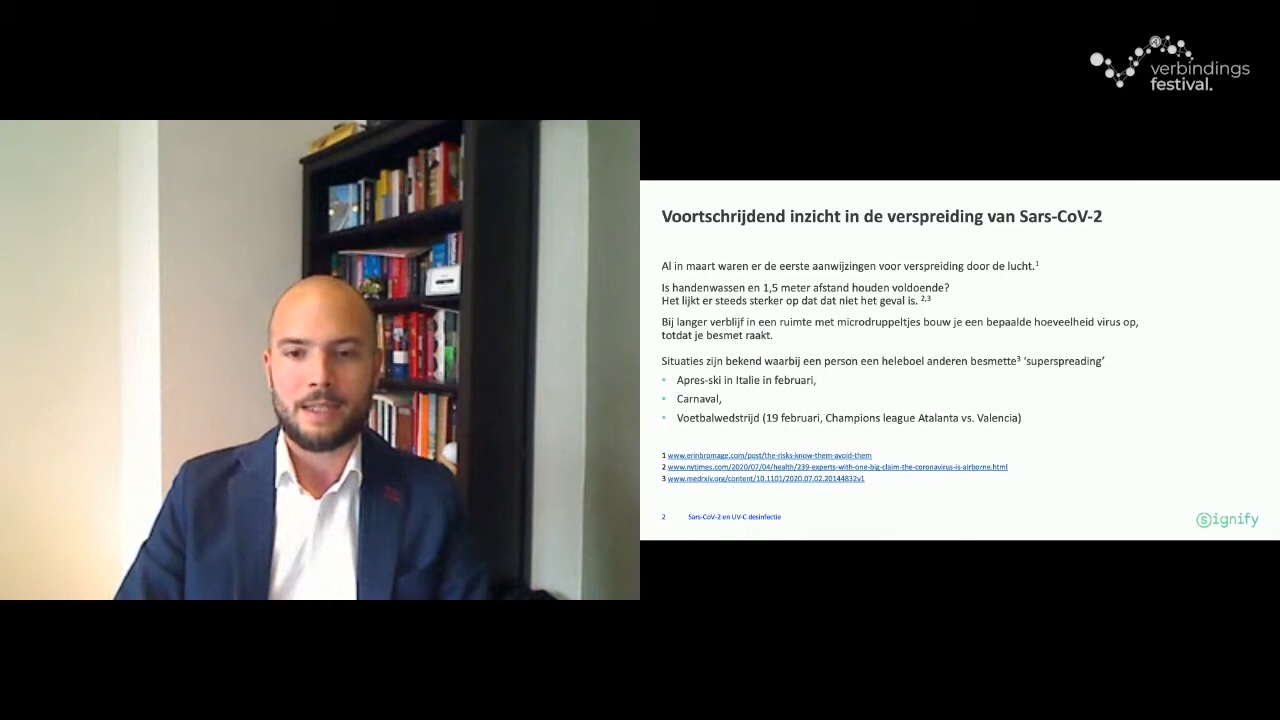 verbindings
festival.
Voortschrijdend inzicht in de verspreiding van Sars-CoV-2
Al in maart waren er de eerste aanwijzingen voor verspreiding door de lucht.1
Is handenwassen en 1,5 meter afstand houden voldoende?
Het lijkt er steeds sterker op dat dat niet het geval is. 2,3
Bij langer verblijf in een ruimte met microdruppeltjes bouw je een bepaalde hoeveelheid virus op,
totdat je besmet raakt.
Situaties zijn bekend waarbij een person een heleboel anderen besmette3 ‘superspreading’
• Apres-ski in Italie in februari,
• Carnaval,
• Voetbalwedstrijd (19 februari, Champions league Atalanta vs. Valencia)
1 www.erinbromage.com/post/the-risks-know-them-avoid-them
2 www.nytimes.com/2020/07/04/health/239-experts-with-one-big-claim-the-coronavirus-is-airborne.html
3 www.medrxiv.org/content/10.1101/2020.07.02.20144832v1
2 Sars-CoV-2 en UV-C desinfectie
Signify